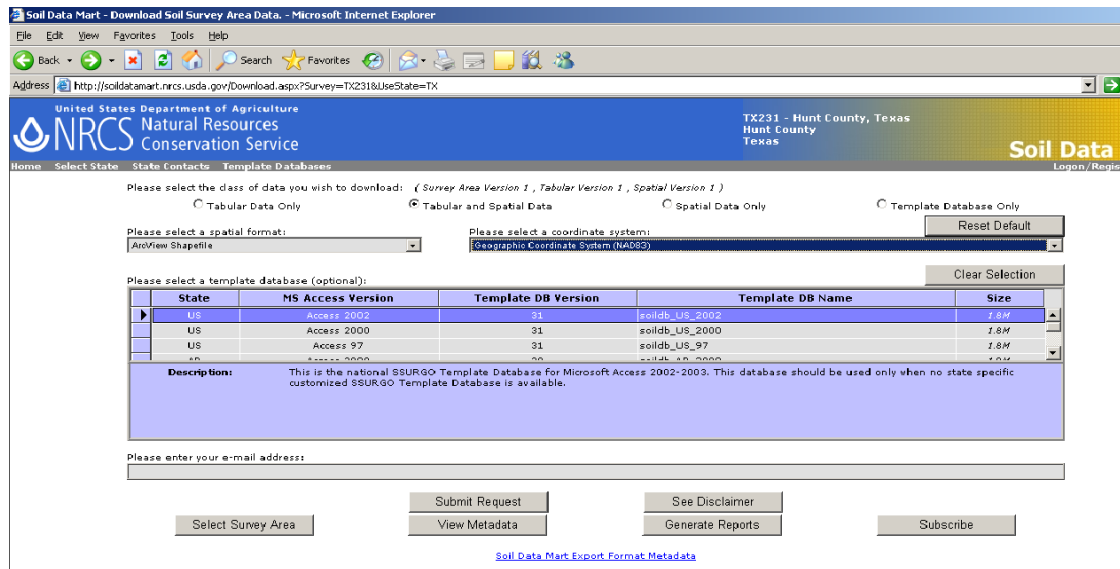 Soil Data Mart - Download Soil Survey Area Data. - Microsoft Internet Explorer
File Edit View Favorites Tools Help
Back Search Favorites
Address http://soildatamart.nrcs.usda.gov/Download.aspx?Survey=TX231&UseState=TX
United States Department of Agriculture
NRCS Natural Resources Conservation Service
TX231 - Hunt County, Texas
Hunt County
Texas
Soil Data
Home Select State State Contacts Template Databases Logon/Regis
Please select the class of data you wish to download: ( Survey Area Version 1 , Tabular Version 1 , Spatial Version 1 )
Tabular Data Only Tabular and Spatial Data Spatial Data Only Template Database Only
Reset Default
Please select a spatial format: Please select a coordinate system:
ArcView Shapefile Geographic Coordinate System (NAD83)
Clear Selection
Please select a template database (optional):
State MS Access Version Template DB Version Template DB Name Size
US Access 2002 31 soildb_US_2002 1.8M
US Access 2000 31 soildb_US_2000 1.8M
US Access 97 31 soildb_US_97 1.8M
Description: This is the national SSURGO Template Database for Microsoft Access 2002-2003. This database should be used only when no state specific
customized SSURGO Template Database is available.
Please enter your e-mail address:
Submit Request See Disclaimer
Select Survey Area View Metadata Generate Reports Subscribe
Soil Data Mart Export Format Metadata